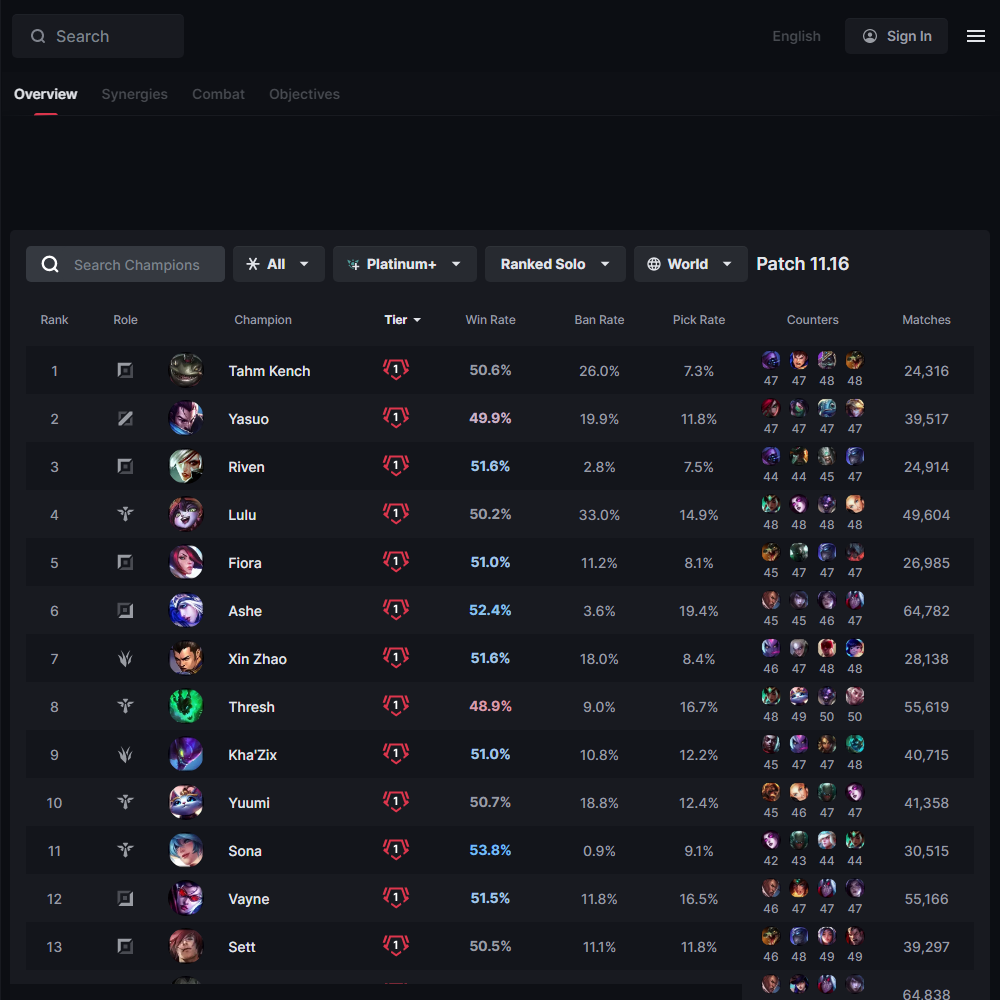 Search English Sign In
Overview Synergies Combat Objectives
Search Champions All Platinum+ Ranked Solo World Patch 11.16
Rank Role Champion Tier Win Rate Ban Rate Pick Rate Counters Matches
1 Tahm Kench 1 50.6% 26.0% 7.3% 47 47 48 48 24,316
2 Yasuo 1 49.9% 19.9% 11.8% 47 47 47 47 39,517
3 Riven 1 51.6% 2.8% 7.5% 44 44 45 47 24,914
4 Lulu 1 50.2% 33.0% 14.9% 48 48 48 48 49,604
5 Fiora 1 51.0% 11.2% 8.1% 45 47 47 47 26,985
6 Ashe 1 52.4% 3.6% 19.4% 45 45 46 47 64,782
7 Xin Zhao 1 51.6% 18.0% 8.4% 46 47 48 48 28,138
8 Thresh 1 48.9% 9.0% 16.7% 48 49 50 50 55,619
9 Kha'Zix 1 51.0% 10.8% 12.2% 45 47 47 48 40,715
10 Yuumi 1 50.7% 18.8% 12.4% 45 46 47 47 41,358
11 Sona 1 53.8% 0.9% 9.1% 42 43 44 44 30,515
12 Vayne 1 51.5% 11.8% 16.5% 46 47 47 47 55,166
13 Sett 1 50.5% 11.1% 11.8% 46 48 49 49 39,297
64,838